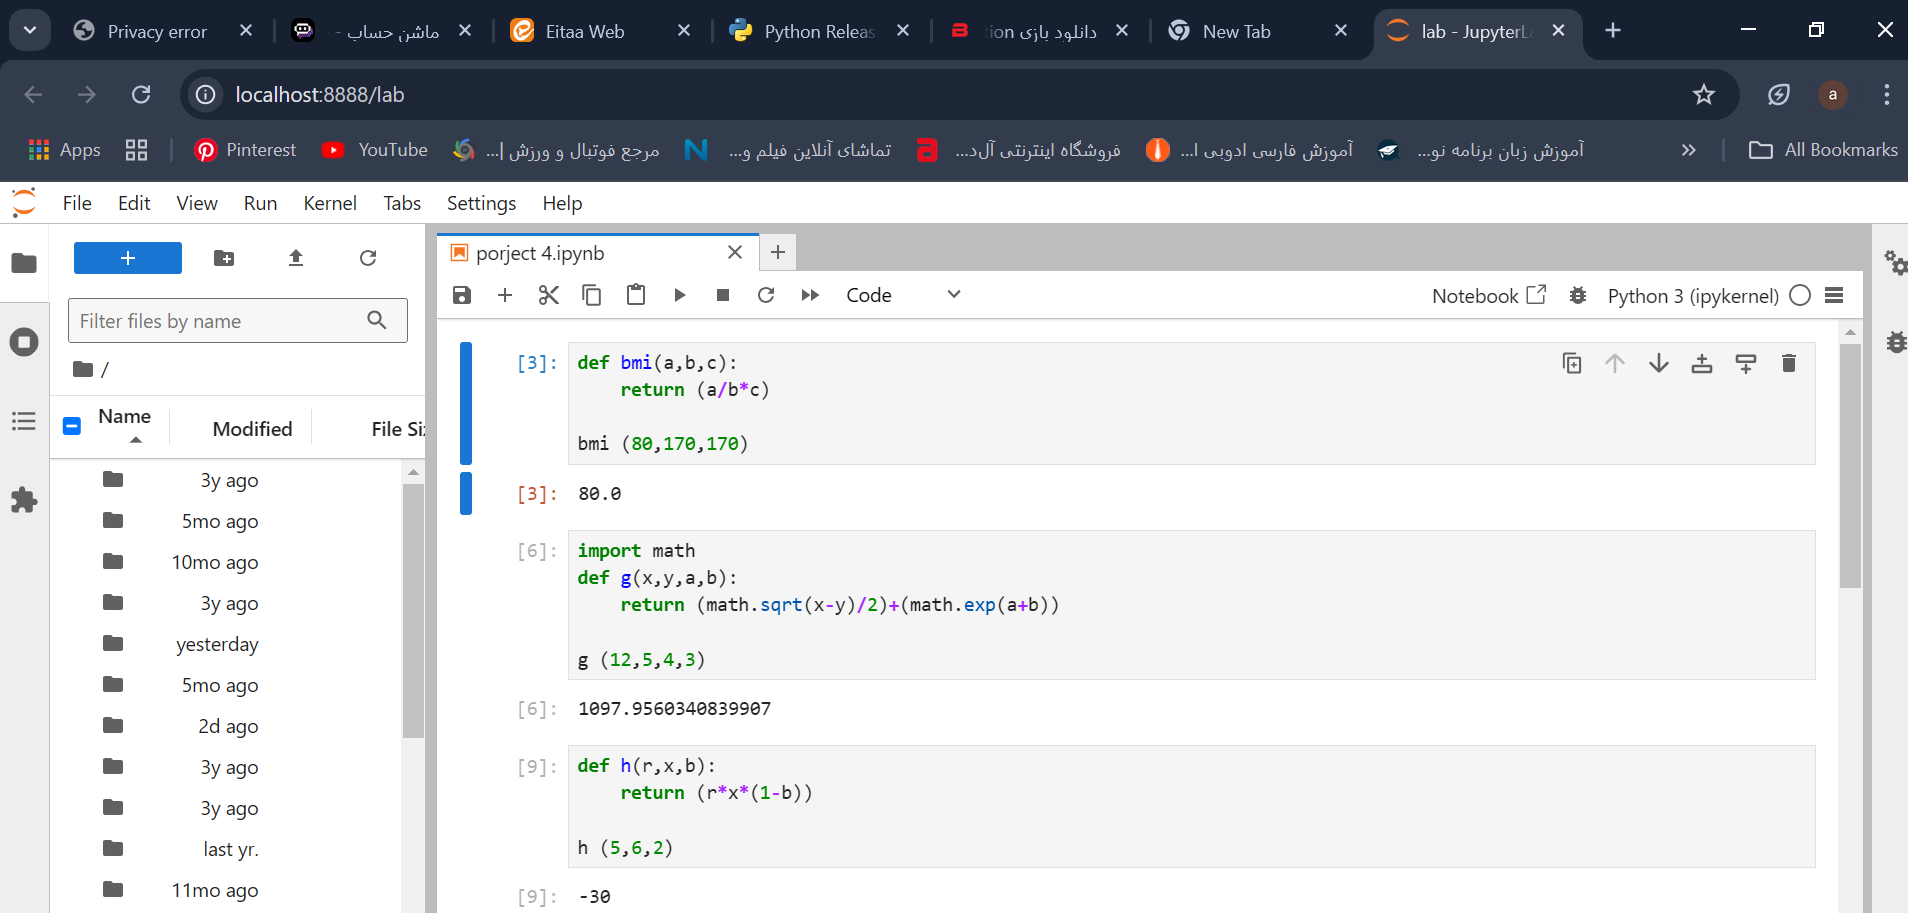 Privacy error
ماشین حساب -
Eitaa Web
Python Releas
دانلود بازی tion
New Tab
lab - JupyterL
localhost:8888/lab
a
Apps
Pinterest
YouTube
مرجع فوتبال و ورزش |...
تماشای آنلاین فیلم و...
فروشگاه اینترنتی آل‌د...
آموزش فارسی ادوبی ا...
آموزش زبان برنامه نو...
All Bookmarks
File Edit View Run Kernel Tabs Settings Help
Filter files by name
/
Name
Modified
File Si
3y ago
5mo ago
10mo ago
3y ago
yesterday
5mo ago
2d ago
3y ago
3y ago
last yr.
11mo ago
porject 4.ipynb
Code
Notebook
Python 3 (ipykernel)
[3]: def bmi(a,b,c):
    return (a/b*c)
bmi (80,170,170)
[3]: 80.0
[6]: import math
def g(x,y,a,b):
    return (math.sqrt(x-y)/2)+(math.exp(a+b))
g (12,5,4,3)
[6]: 1097.9560340839907
[9]: def h(r,x,b):
    return (r*x*(1-b))
h (5,6,2)
[9]: -30